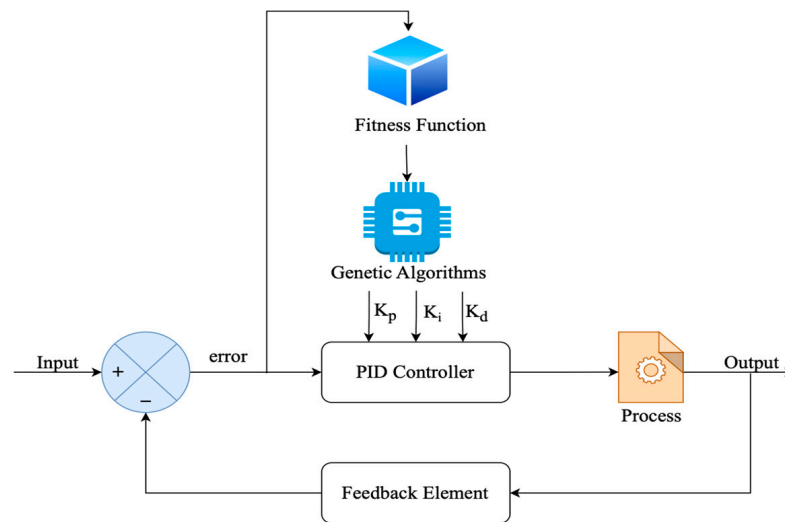 Fitness Function
Genetic Algorithms
Kp Ki Kd
Input
+
error
PID Controller
Output
−
Process
Feedback Element